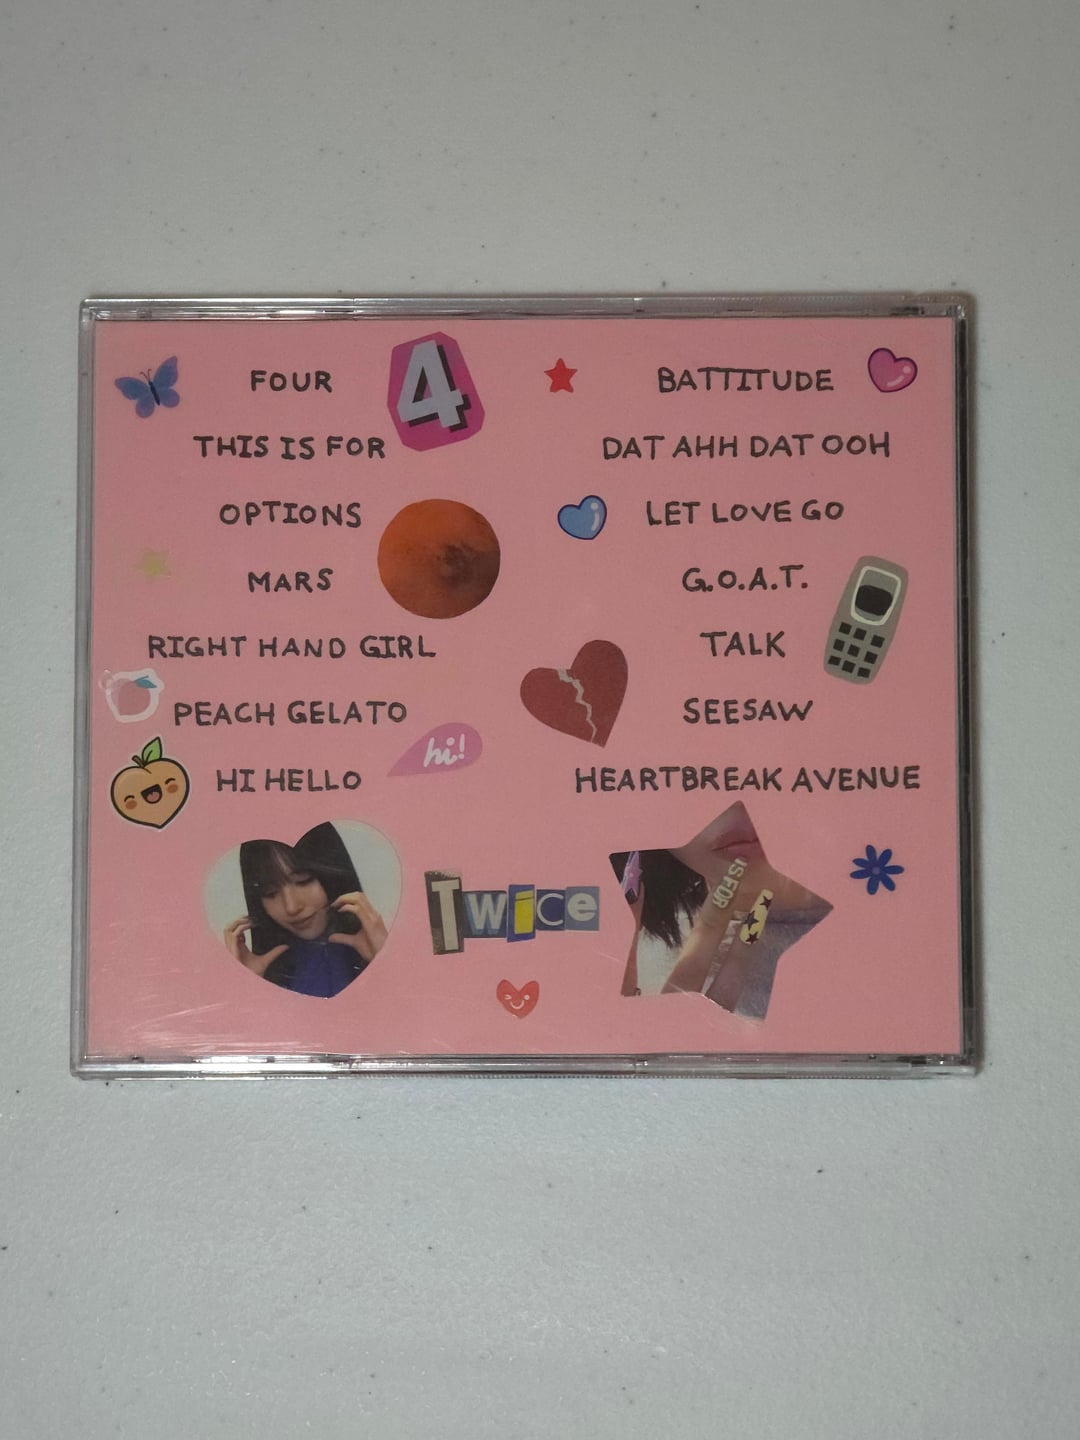 FOUR
4
THIS IS FOR
OPTIONS
MARS
RIGHT HAND GIRL
PEACH GELATO
hi!
HI HELLO
BATTITUDE
DAT AHH DAT OOH
LET LOVE GO
G.O.A.T.
TALK
SEESAW
HEARTBREAK AVENUE
Twice
IS FOR